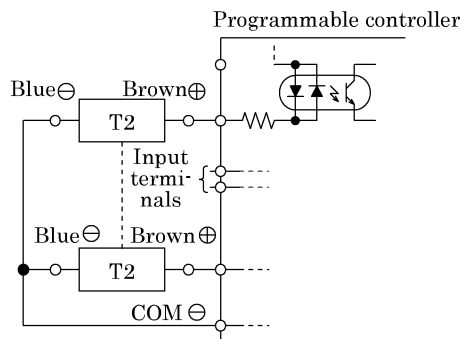 Programmable controller
Blue ⊖
Brown ⊕
T2
Input
termi-
nals
Blue ⊖
Brown ⊕
T2
COM ⊖